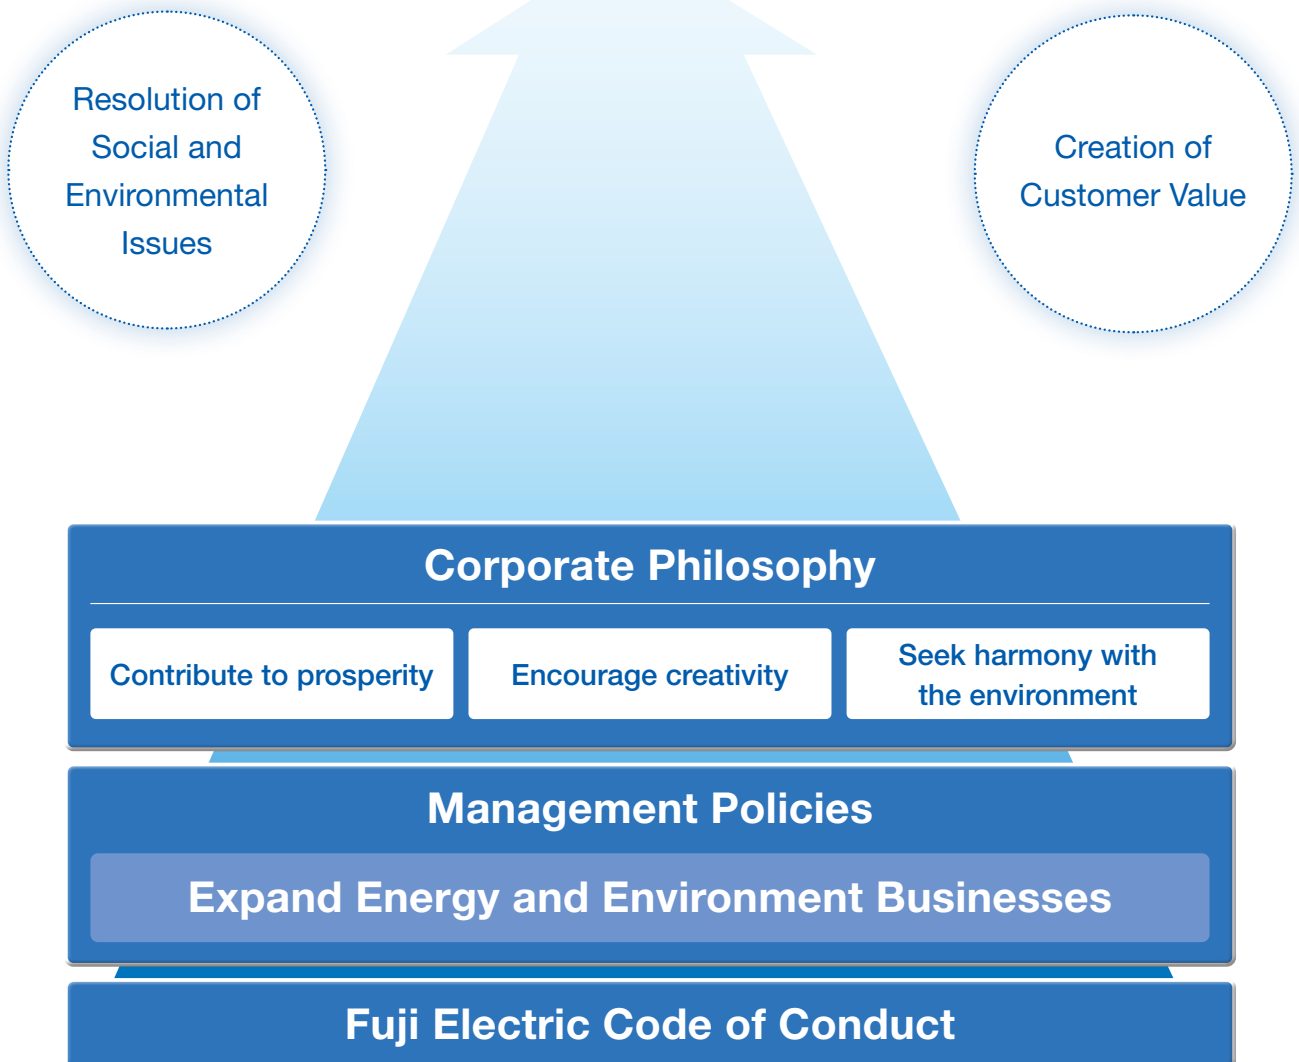 Resolution of
Social and
Environmental
Issues
Creation of
Customer Value
Corporate Philosophy
Contribute to prosperity
Encourage creativity
Seek harmony with
the environment
Management Policies
Expand Energy and Environment Businesses
Fuji Electric Code of Conduct